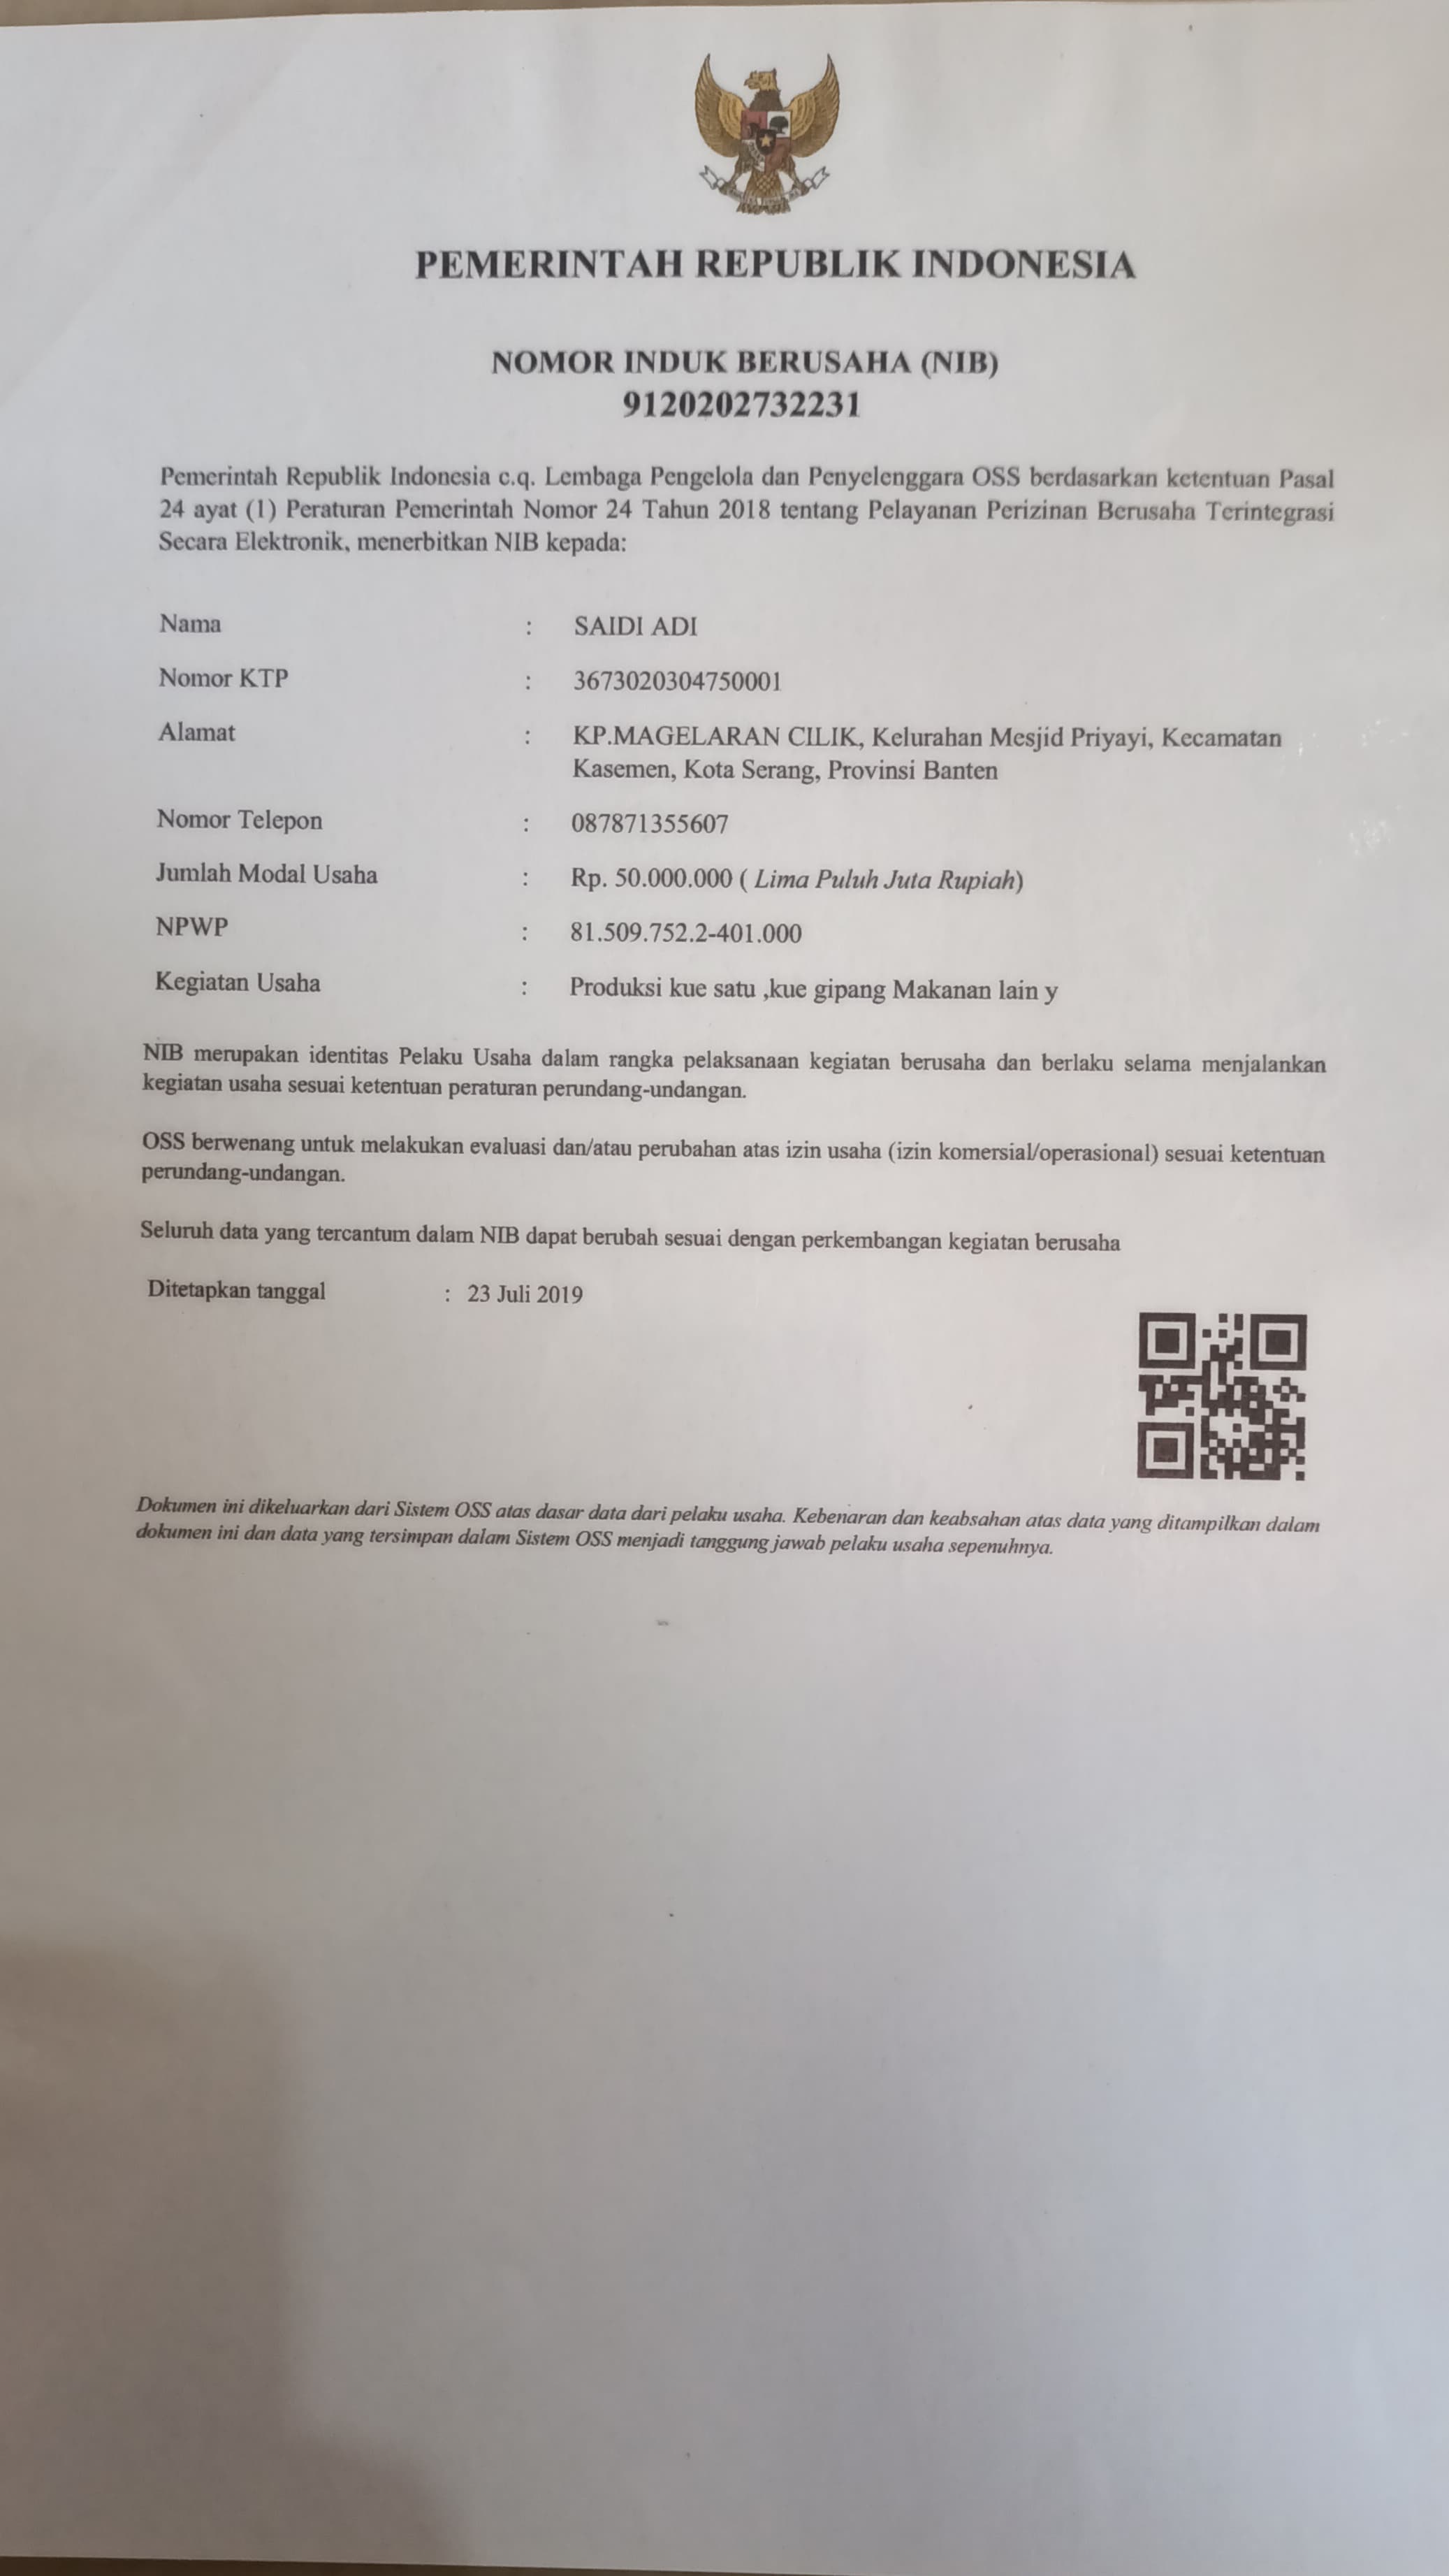 PEMERINTAH REPUBLIK INDONESIA
NOMOR INDUK BERUSAHA (NIB)
9120202732231
Pemerintah Republik Indonesia c.q. Lembaga Pengelola dan Penyelenggara OSS berdasarkan ketentuan Pasal
24 ayat (1) Peraturan Pemerintah Nomor 24 Tahun 2018 tentang Pelayanan Perizinan Berusaha Terintegrasi
Secara Elektronik, menerbitkan NIB kepada:
Nama : SAIDI ADI
Nomor KTP : 3673020304750001
Alamat : KP.MAGELARAN CILIK, Kelurahan Mesjid Priyayi, Kecamatan
Kasemen, Kota Serang, Provinsi Banten
Nomor Telepon : 087871355607
Jumlah Modal Usaha : Rp. 50.000.000 ( Lima Puluh Juta Rupiah)
NPWP : 81.509.752.2-401.000
Kegiatan Usaha : Produksi kue satu ,kue gipang Makanan lain y
NIB merupakan identitas Pelaku Usaha dalam rangka pelaksanaan kegiatan berusaha dan berlaku selama menjalankan
kegiatan usaha sesuai ketentuan peraturan perundang-undangan.
OSS berwenang untuk melakukan evaluasi dan/atau perubahan atas izin usaha (izin komersial/operasional) sesuai ketentuan
perundang-undangan.
Seluruh data yang tercantum dalam NIB dapat berubah sesuai dengan perkembangan kegiatan berusaha
Ditetapkan tanggal : 23 Juli 2019
Dokumen ini dikeluarkan dari Sistem OSS atas dasar data dari pelaku usaha. Kebenaran dan keabsahan atas data yang ditampilkan dalam
dokumen ini dan data yang tersimpan dalam Sistem OSS menjadi tanggung jawab pelaku usaha sepenuhnya.